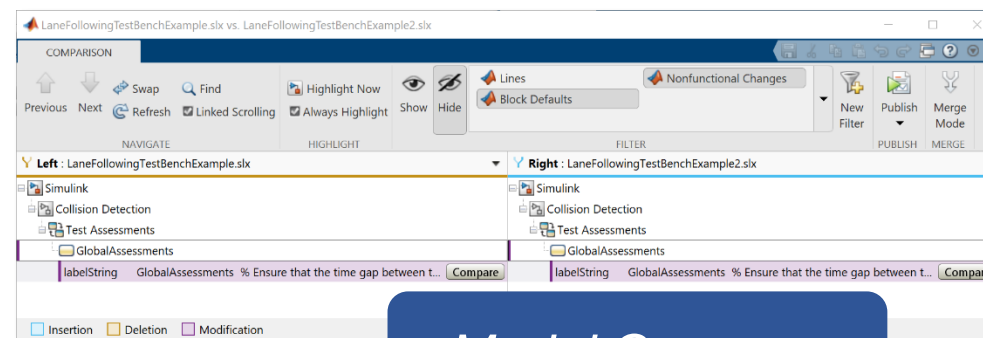 LaneFollowingTestBenchExample.slx vs. LaneFollowingTestBenchExample2.slx
COMPARISON
Previous Next Swap Find Highlight Now Show Hide Lines Nonfunctional Changes New Filter Publish Merge Mode
Refresh Linked Scrolling Always Highlight Block Defaults
NAVIGATE HIGHLIGHT FILTER PUBLISH MERGE
Left : LaneFollowingTestBenchExample.slx Right : LaneFollowingTestBenchExample2.slx
Simulink Simulink
Collision Detection Collision Detection
Test Assessments Test Assessments
GlobalAssessments GlobalAssessments
labelString GlobalAssessments % Ensure that the time gap between t... Compare labelString GlobalAssessments % Ensure that the time gap between t... Compar
Insertion Deletion Modification